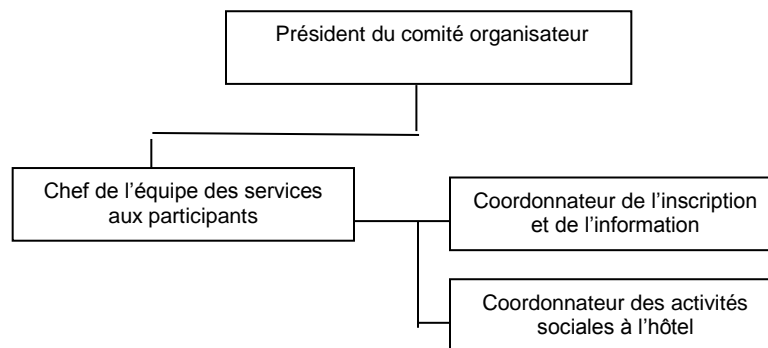 Président du comité organisateur
Chef de l’équipe des services
aux participants
Coordonnateur de l’inscription
et de l’information
Coordonnateur des activités
sociales à l’hôtel